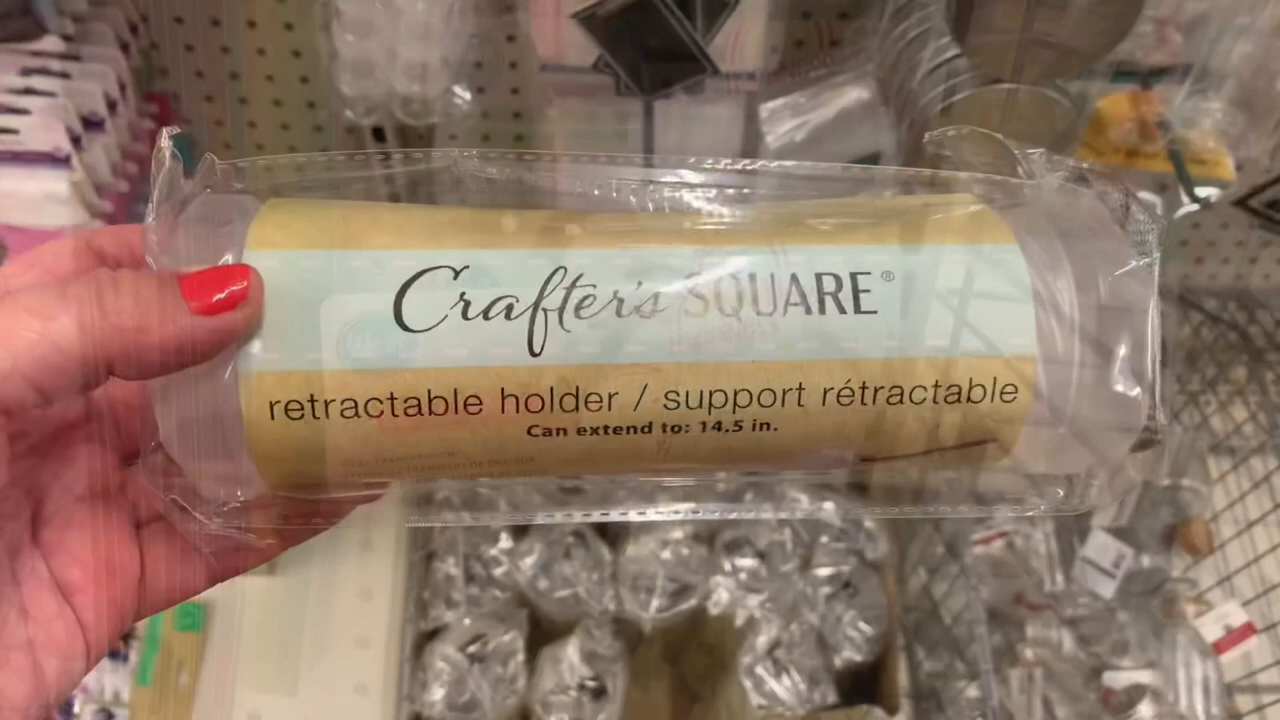 Crafter's SQUARE®
retractable holder / support rétractable
Can extend to: 14.5 in.